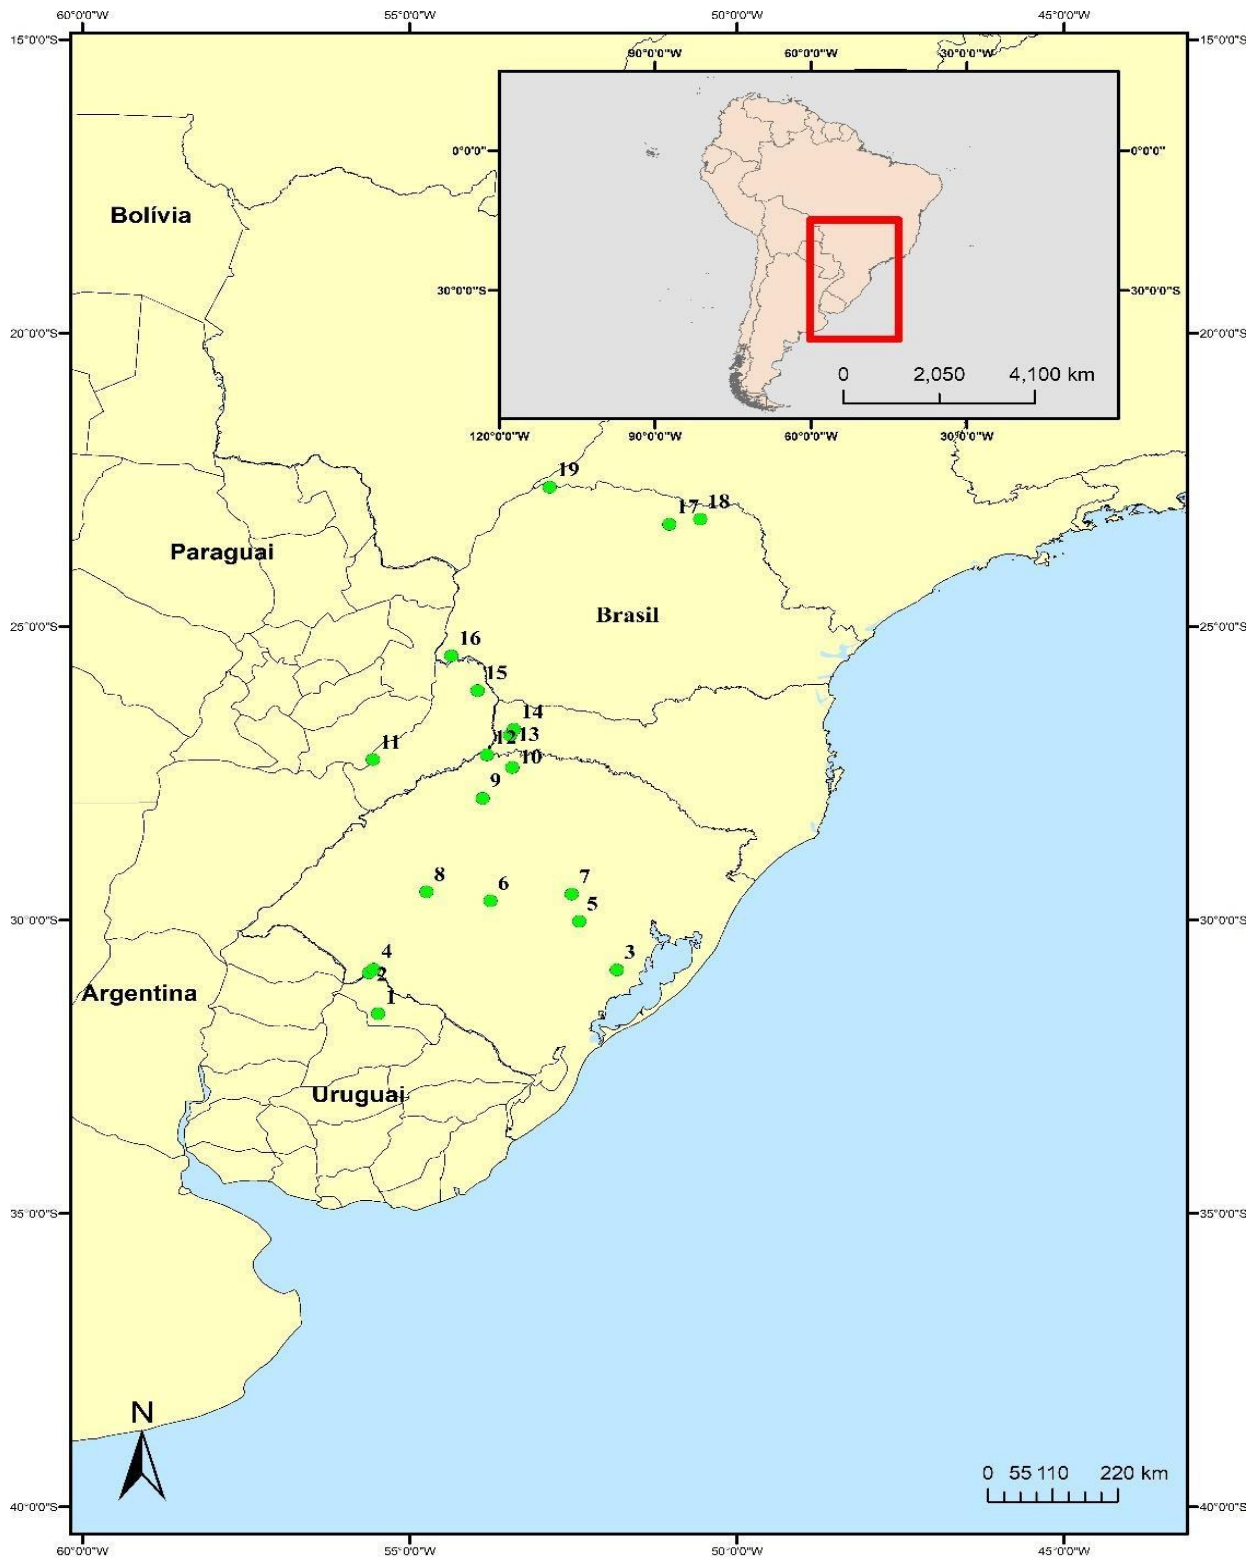 60°0'0"W 55°0'0"W 50°0'0"W 45°0'0"W
15°0'0"S 15°0'0"S
90°0'0"W 60°0'0"W 30°0'0"W
0°0'0" 0°0'0"
Bolívia
30°0'0"S 30°0'0"S
20°0'0"S 20°0'0"S
0 2,050 4,100 km
120°0'0"W 90°0'0"W 60°0'0"W 30°0'0"W
19
17 18
Paraguai
Brasil
25°0'0"S 25°0'0"S
16
15
14
11 12 13
10
9
8 6 7
5
30°0'0"S 30°0'0"S
4 3
2
Argentina 1
Uruguai
35°0'0"S 35°0'0"S
N
0 55 110 220 km
40°0'0"S 40°0'0"S
60°0'0"W 55°0'0"W 50°0'0"W 45°0'0"W